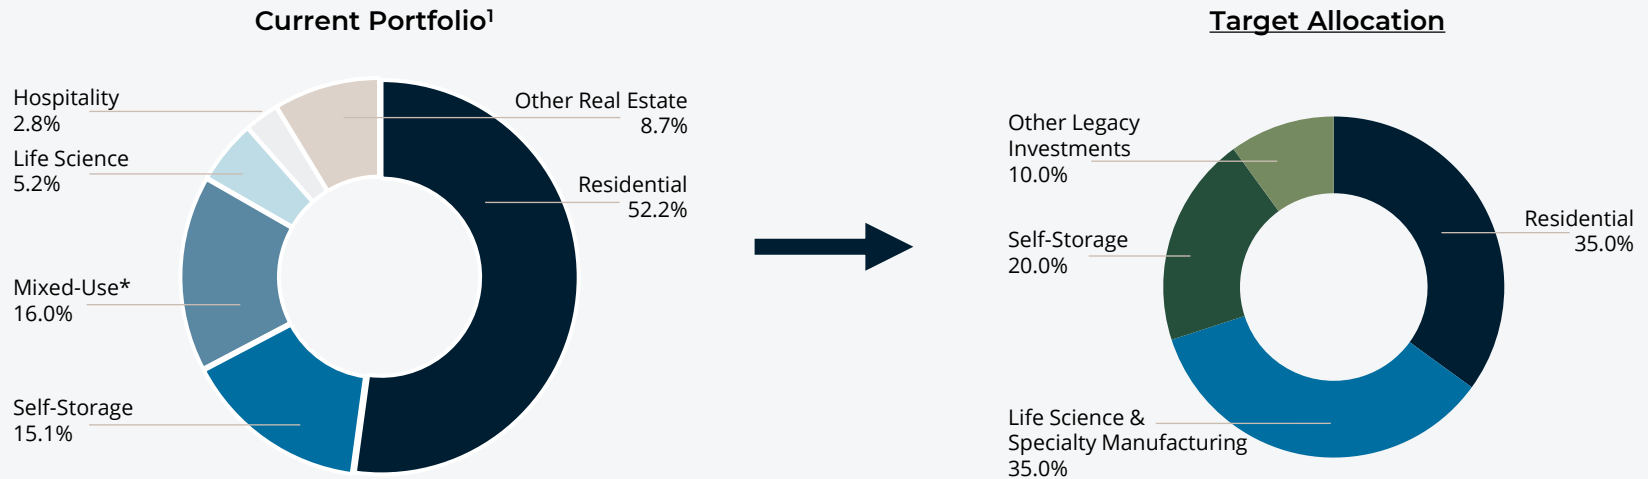 Current Portfolio¹
Hospitality
2.8%
Life Science
5.2%
Mixed-Use*
16.0%
Self-Storage
15.1%
Other Real Estate
8.7%
Residential
52.2%
Target Allocation
Other Legacy
Investments
10.0%
Self-Storage
20.0%
Life Science &
Specialty Manufacturing
35.0%
Residential
35.0%